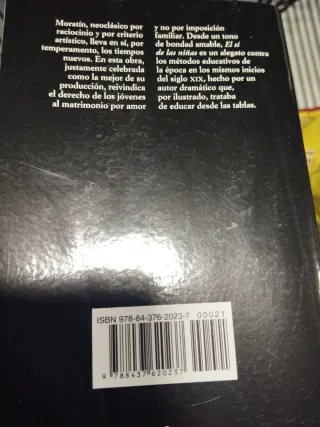 Moratín, neoclásico por
raciocinio y por criterio
artístico, lleva en sí, por
temperamento, los tiempos
nuevos. En esta obra,
justamente celebrada
como la mejor de su
producción, reivindica
el derecho de los jóvenes
al matrimonio por amor
y no por imposición
familiar. Desde un tono
de bondad amable, El sí
de las niñas es un alegato contra
los métodos educativos de
la época en los mismos inicios
del siglo XIX, hecho por un
autor dramático que,
por ilustrado, trataba
de educar desde las tablas.
ISBN 978-84-376-2023-7
00021
9 788437 620237